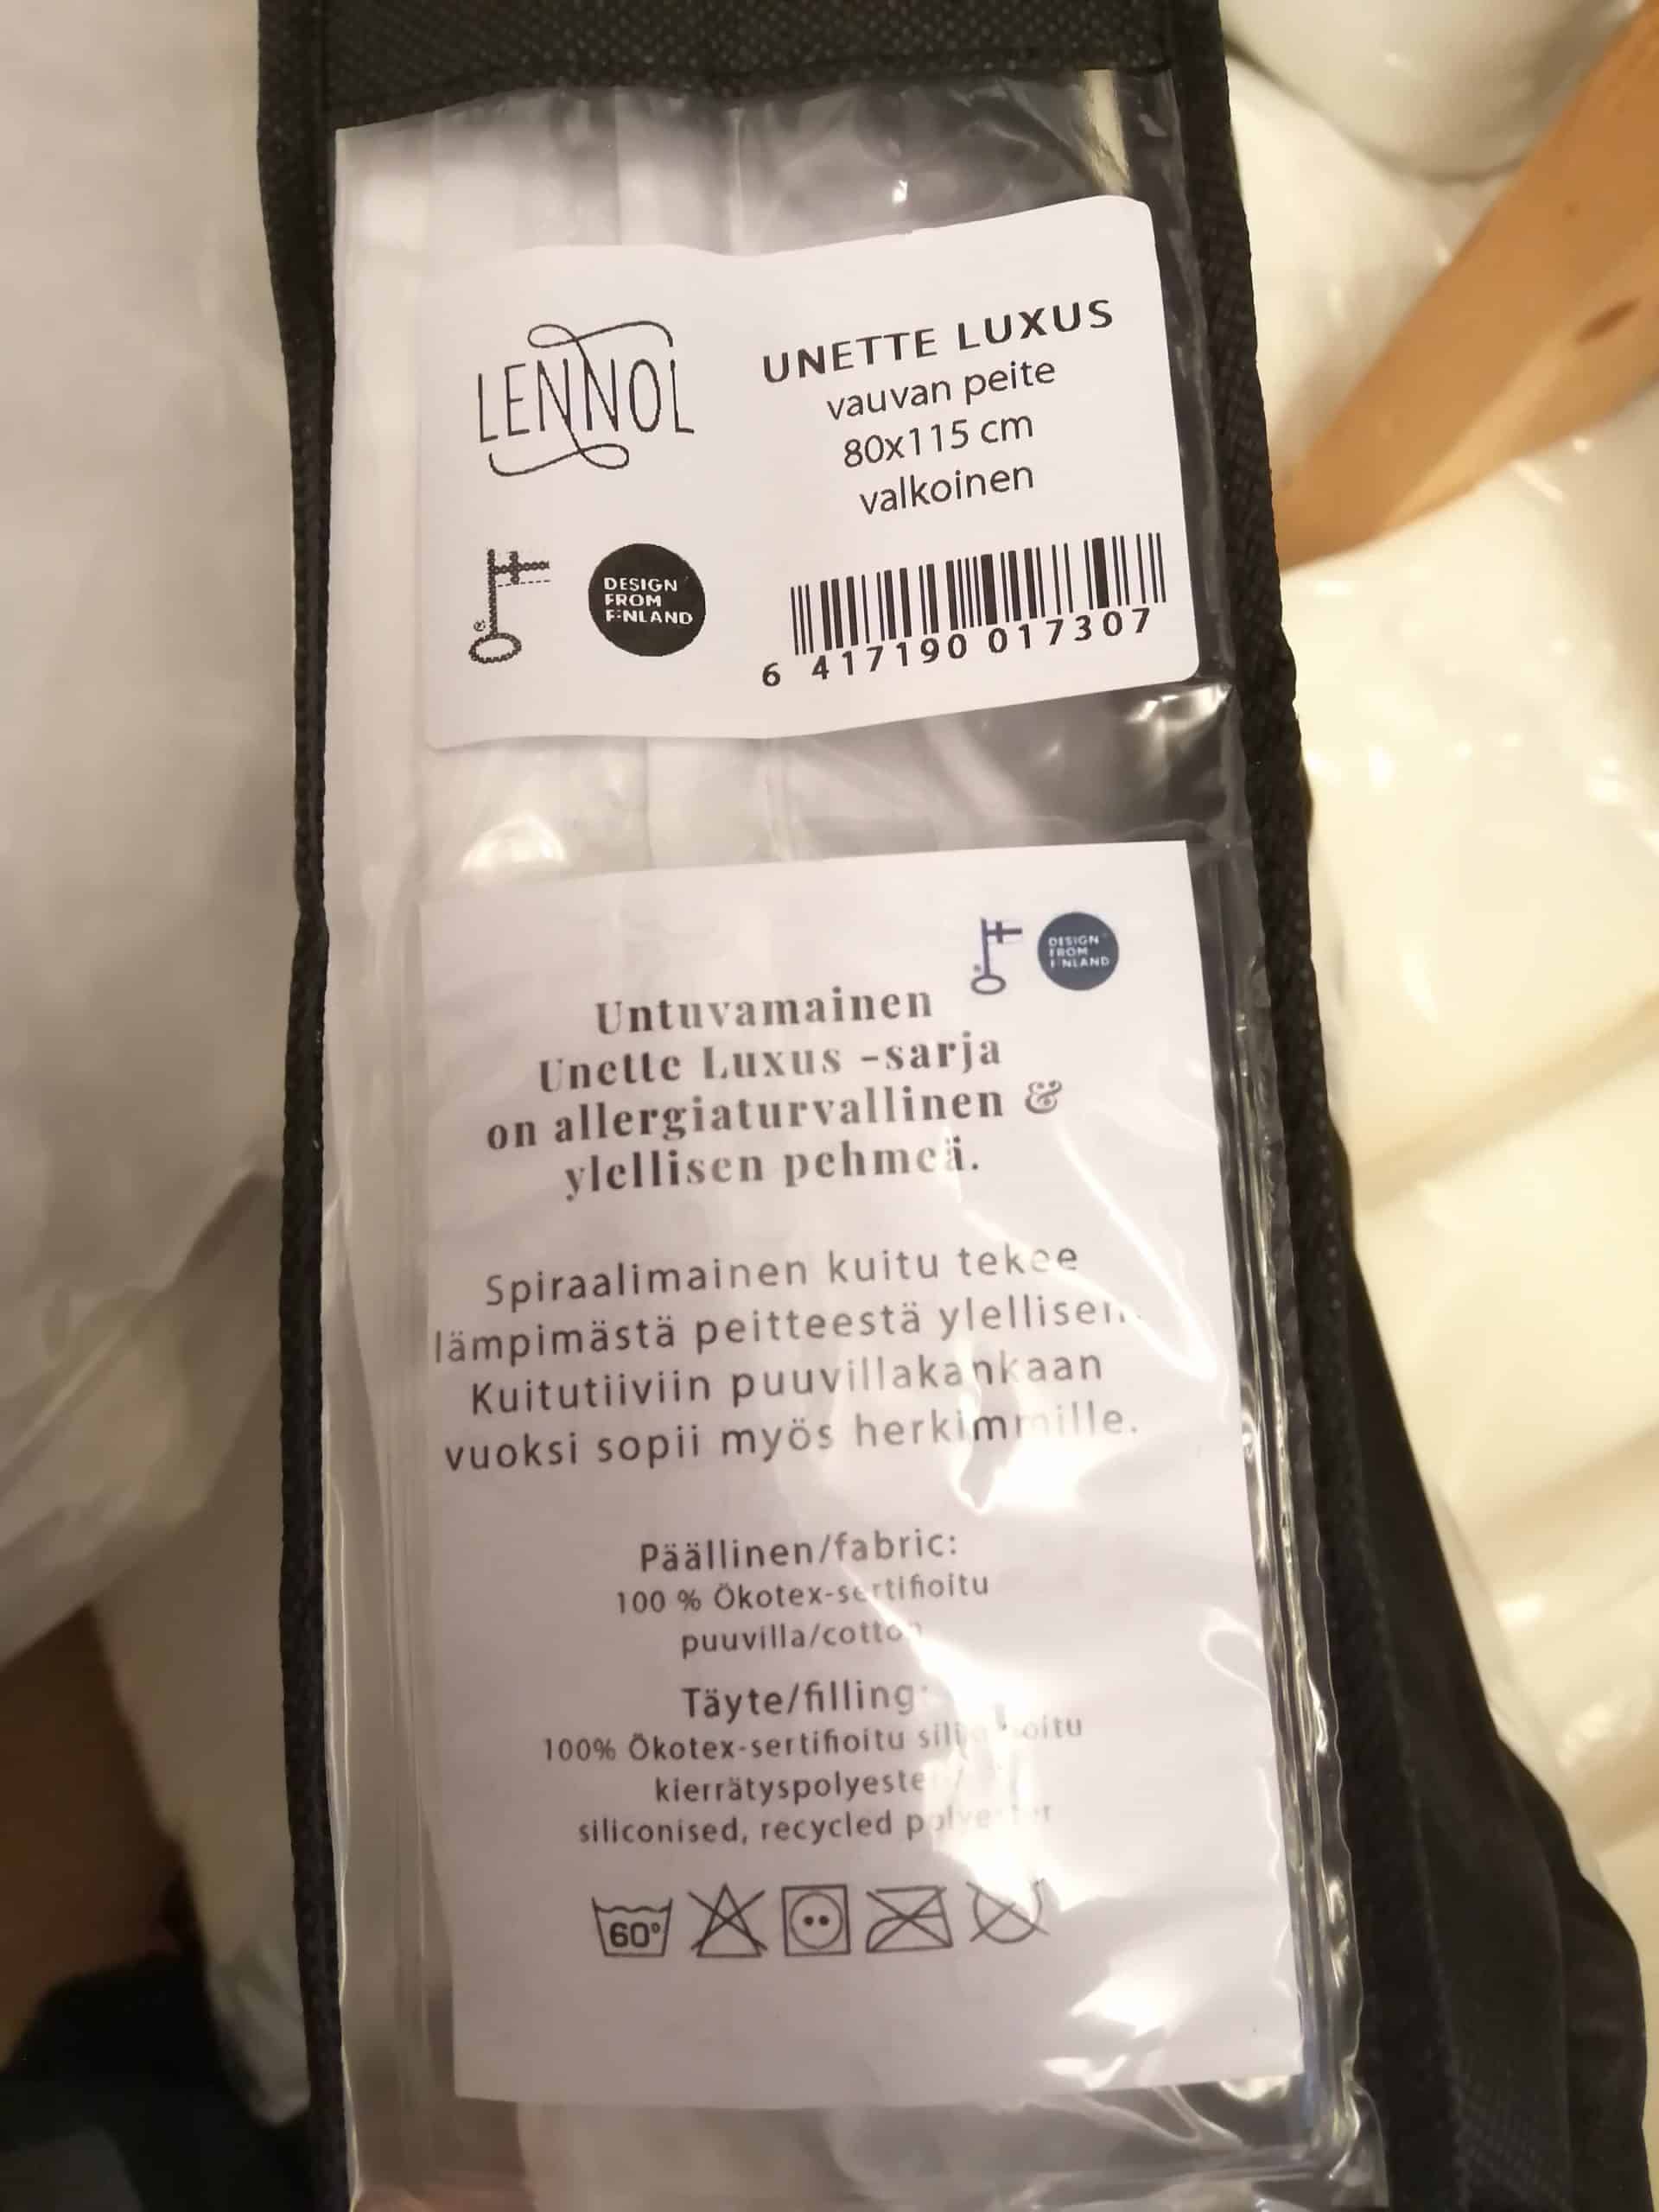 LENNOL
UNETTE LUXUS
vauvan peite
80x115 cm
valkoinen
DESIGN
FROM
FINLAND
6 417190 017307
DESIGN
FROM
FINLAND
Untuvamainen
Unette Luxus -sarja
on allergiaturvallinen &
ylellisen pehmeä.
Spiraalimainen kuitu tekee
lämpimästä peitteestä ylellisen.
Kuitutiiviin puuvillakankaan
vuoksi sopii myös herkimmille.
Päällinen/fabric:
100 % Ökotex-sertifioitu
puuvilla/cotton
Täyte/filling:
100% Ökotex-sertifioitu
kierrätyspolyester/
siliconised, recycled polyester
60°